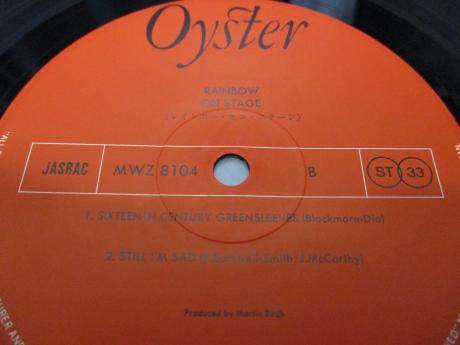 Oyster
RAINBOW
ON STAGE
(レインボー・オン・ステージ)
JASRAC MWZ 8104 B ST 33
1. SIXTEENTH CENTURY GREENSLEEVES (Blackmore-Dio)
2. STILL I'M SAD (P. Samwell-Smith, J. McCarthy)
Produced by Martin Birch